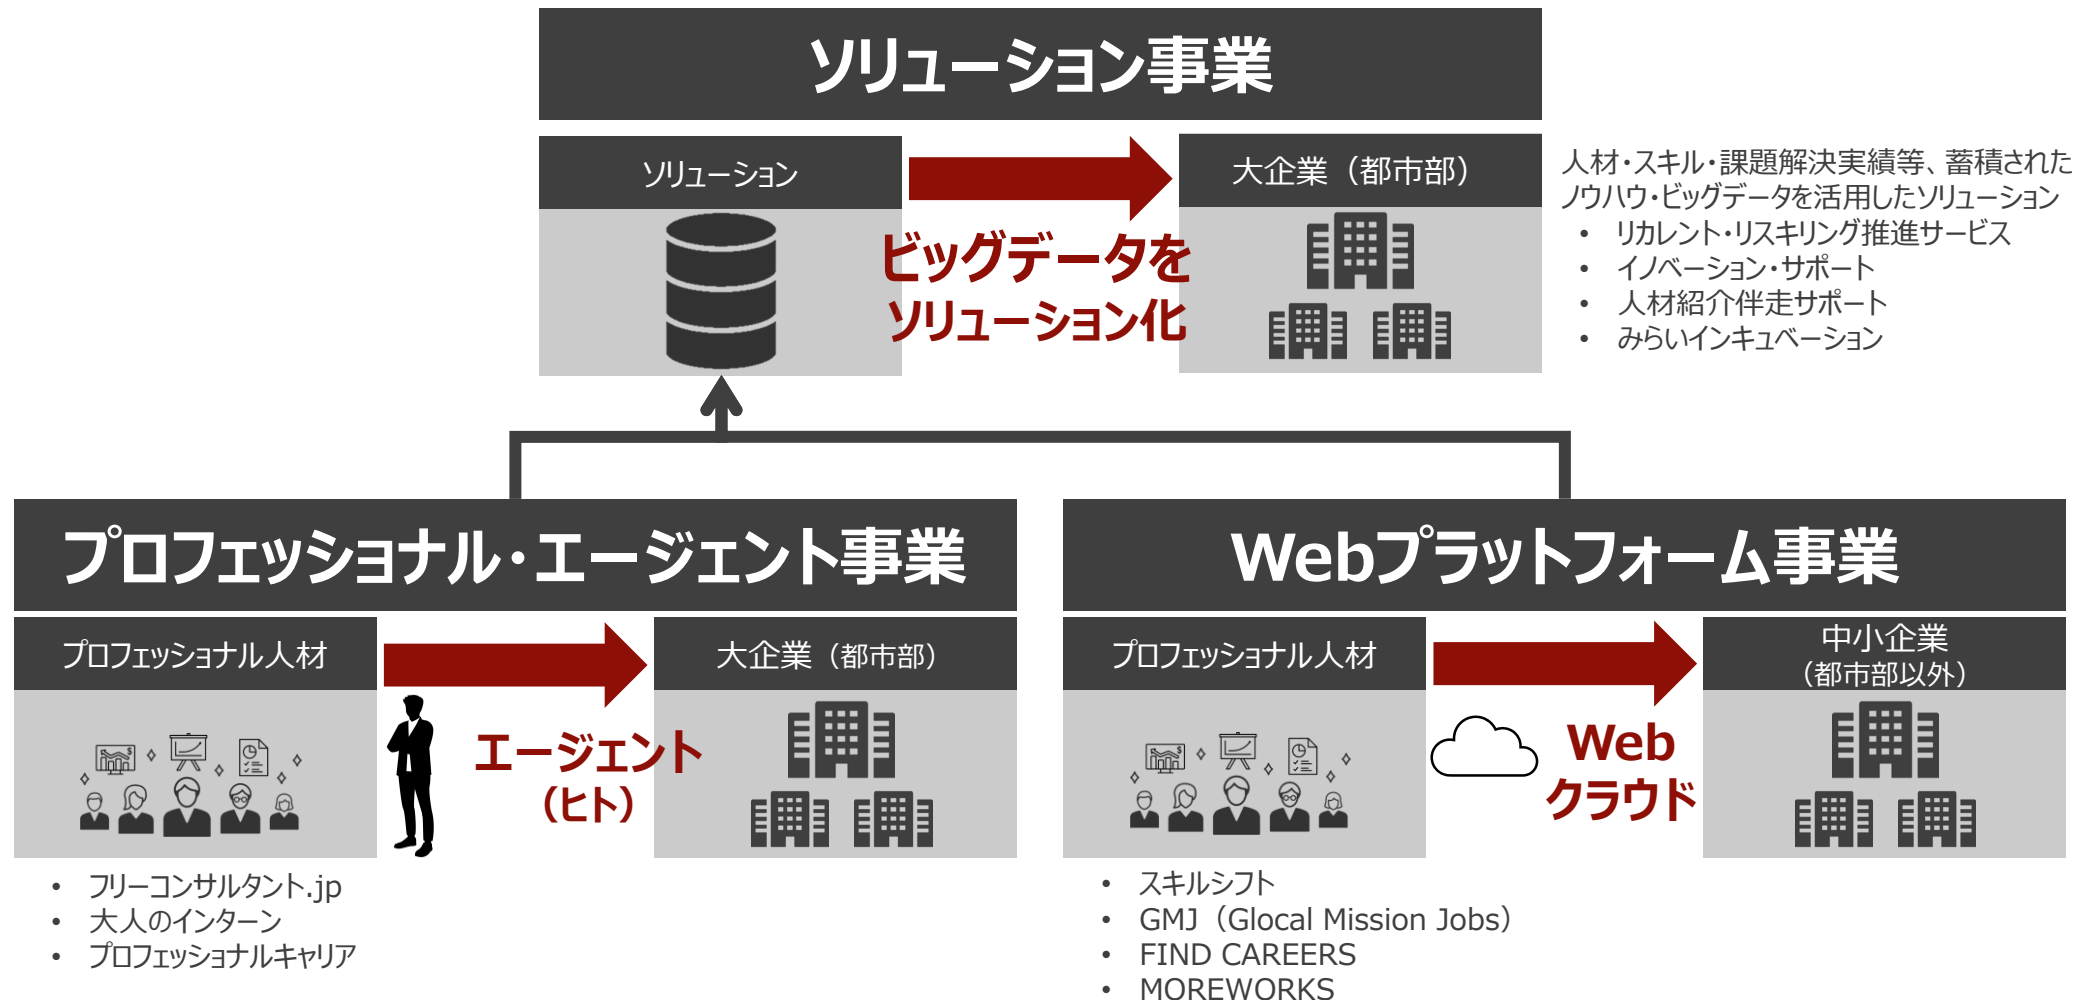 ソリューション事業
ソリューション
大企業（都市部）
ビッグデータを
ソリューション化
人材・スキル・課題解決実績等、蓄積された
ノウハウ・ビッグデータを活用したソリューション
• リカレント・リスキリング推進サービス
• イノベーション・サポート
• 人材紹介伴走サポート
• みらいインキュベーション
プロフェッショナル・エージェント事業
プロフェッショナル人材
大企業（都市部）
エージェント
（ヒト）
• フリーコンサルタント.jp
• 大人のインターン
• プロフェッショナルキャリア
Webプラットフォーム事業
プロフェッショナル人材
中小企業
（都市部以外）
Web
クラウド
• スキルシフト
• GMJ（Glocal Mission Jobs）
• FIND CAREERS
• MOREWORKS